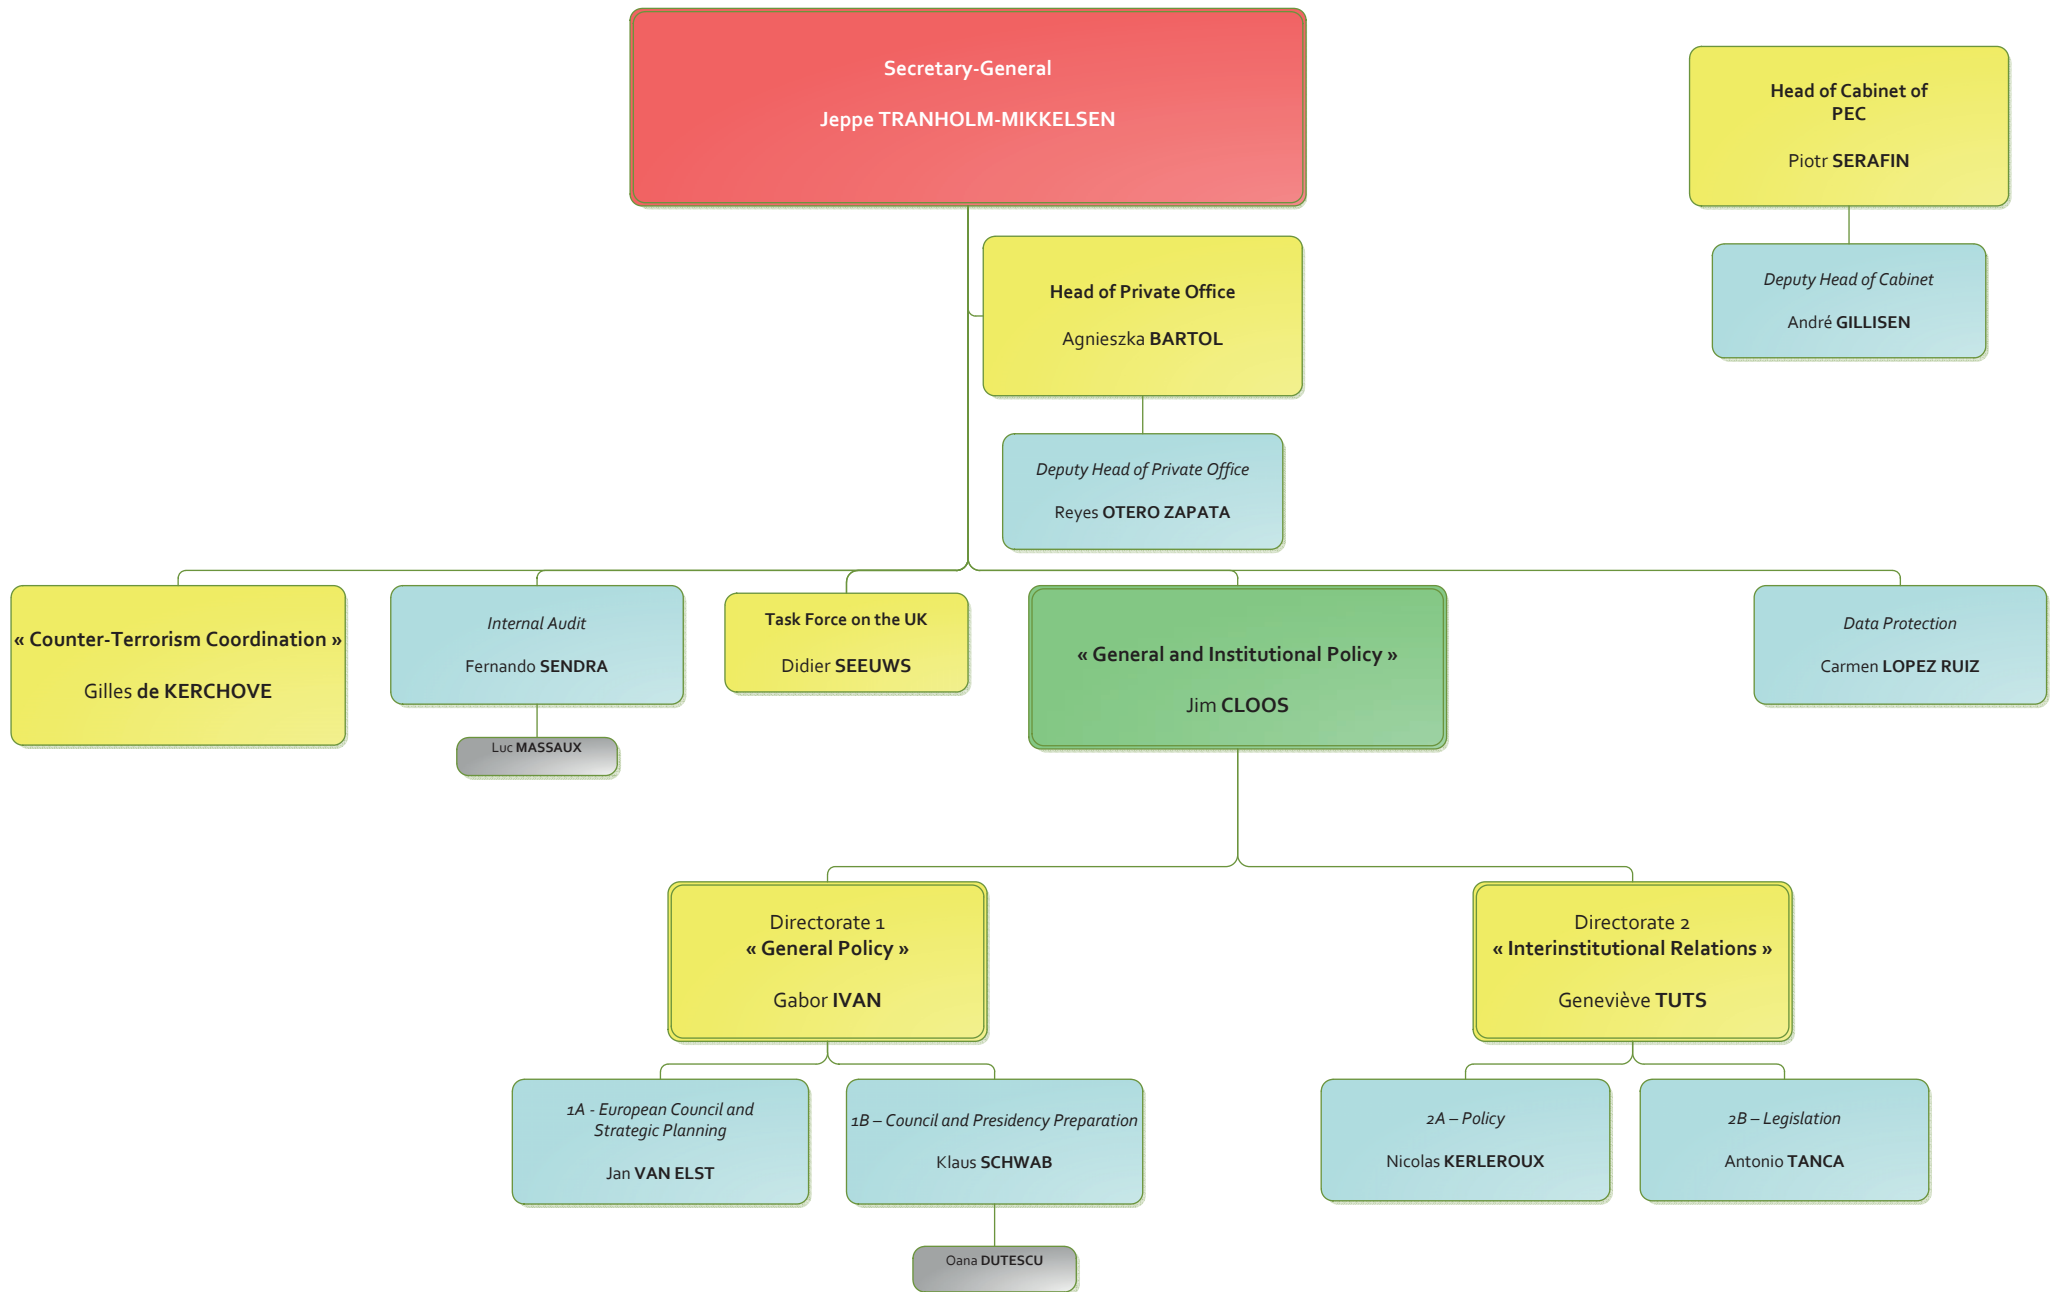 Secretary-General
Jeppe TRANHOLM-MIKKELSEN
Head of Cabinet of
PEC
Piotr SERAFIN
Deputy Head of Cabinet
André GILLISEN
Head of Private Office
Agnieszka BARTOL
Deputy Head of Private Office
Reyes OTERO ZAPATA
« Counter-Terrorism Coordination »
Gilles de KERCHOVE
Internal Audit
Fernando SENDRA
Luc MASSAUX
Task Force on the UK
Didier SEEUWS
« General and Institutional Policy »
Jim CLOOS
Data Protection
Carmen LOPEZ RUIZ
Directorate 1
« General Policy »
Gabor IVAN
Directorate 2
« Interinstitutional Relations »
Geneviève TUTS
1A - European Council and
Strategic Planning
Jan VAN ELST
1B – Council and Presidency Preparation
Klaus SCHWAB
Oana DUTESCU
2A – Policy
Nicolas KERLEROUX
2B – Legislation
Antonio TANCA